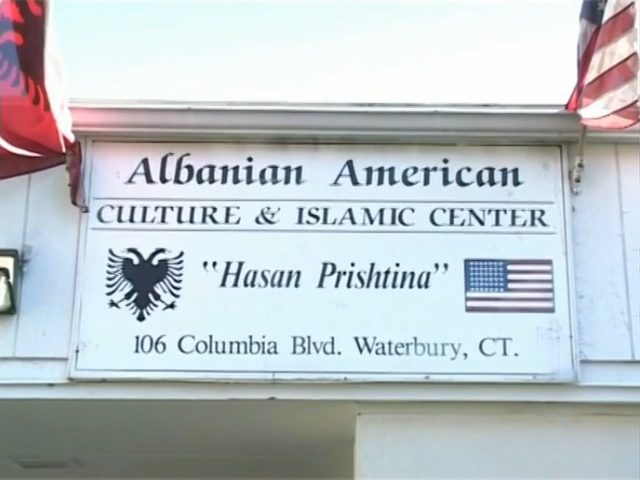 Albanian American
CULTURE & ISLAMIC CENTER
"Hasan Prishtina"
106 Columbia Blvd. Waterbury, CT.